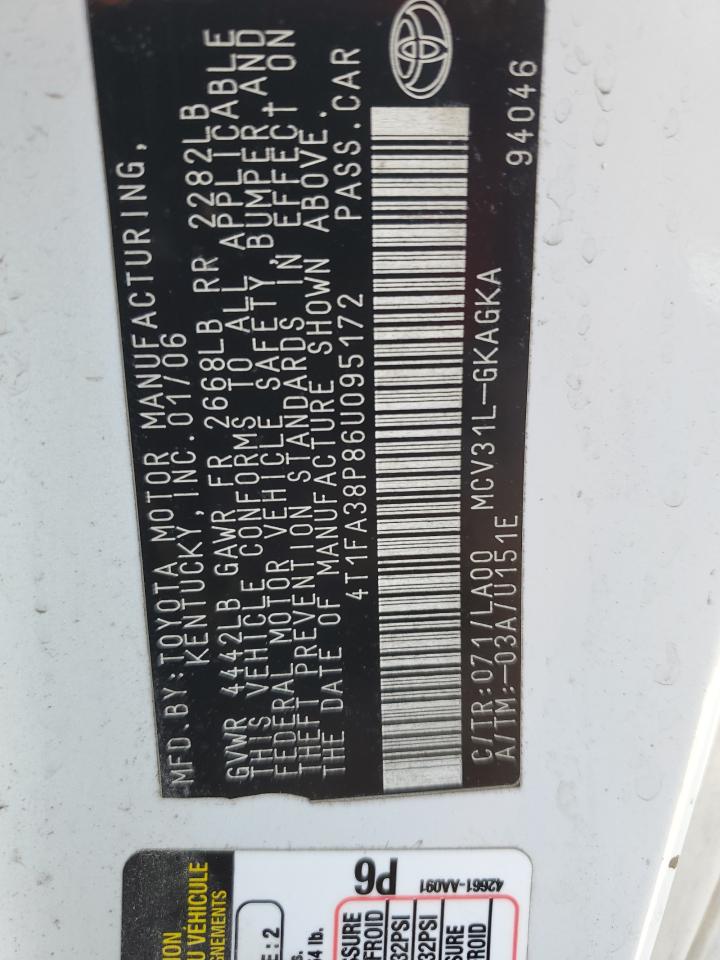 MFD.BY:TOYOTA MOTOR MANUFACTURING,
KENTUCKY,INC.01/06
GVWR 4442LB GAWR FR 2668LB RR 2282LB
THIS VEHICLE CONFORMS TO ALL APPLICABLE
FEDERAL MOTOR VEHICLE SAFETY,BUMPER AND
THEFT PREVENTION STANDARDS IN EFFECT ON
THE DATE OF MANUFACTURE SHOWN ABOVE.
4T1FA38P86U095172 PASS.CAR
C/TR:071/LA00 MCV31L-GKAGKA
A/TM:-03A/U151E 94046
P6
42661-AA091
VÉHICULE
E:2
32PSI
32PSI